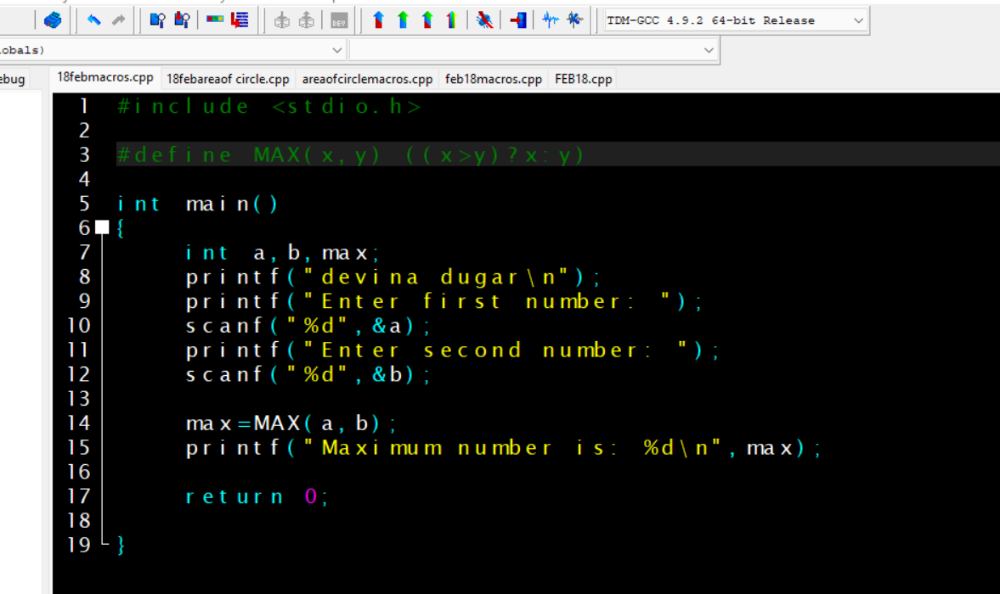 DEV
TDM-GCC 4.9.2 64-bit Release
obals)
ebug 18febmacros.cpp 18febareaof circle.cpp areaofcirclemacros.cpp feb18macros.cpp FEB18.cpp
1 #include <stdio.h>
2
3 #define MAX(x,y) ((x>y)?x:y)
4
5 int main()
6 {
7 int a,b,max;
8 printf("devina dugar\n");
9 printf("Enter first number: ");
10 scanf("%d",&a);
11 printf("Enter second number: ");
12 scanf("%d",&b);
13
14 max=MAX(a,b);
15 printf("Maximum number is: %d\n",max);
16
17 return 0;
18
19 }